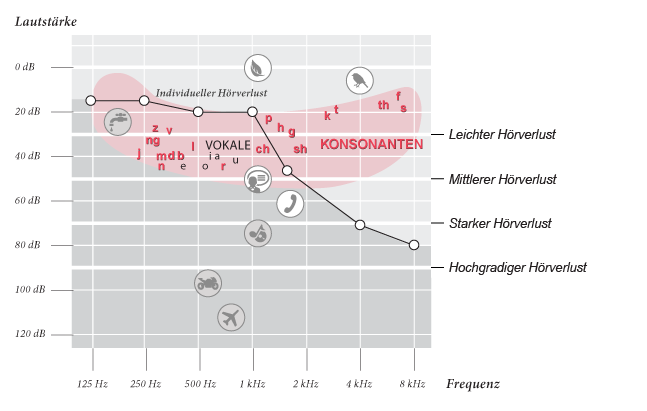 Lautstärke
0 dB
Individueller Hörverlust
f
th s
20 dB
k t
p
h g
z v
Leichter Hörverlust
ng
l VOKALE ch sh KONSONANTEN
j
40 dB
m d b i a u
n e o r
Mittlerer Hörverlust
60 dB
Starker Hörverlust
80 dB
Hochgradiger Hörverlust
100 dB
120 dB
125 Hz 250 Hz 500 Hz 1 kHz 2 kHz 4 kHz 8 kHz Frequenz